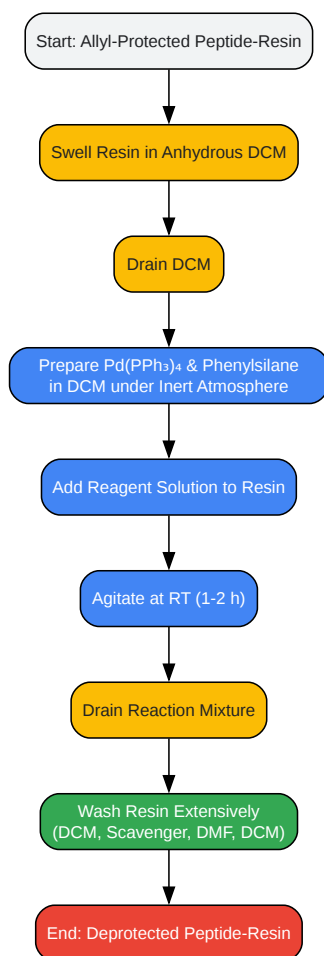 Start: Allyl-Protected Peptide-Resin
Swell Resin in Anhydrous DCM
Drain DCM
Prepare Pd(PPh₃)₄ & Phenylsilane
in DCM under Inert Atmosphere
Add Reagent Solution to Resin
Agitate at RT (1-2 h)
Drain Reaction Mixture
Wash Resin Extensively
(DCM, Scavenger, DMF, DCM)
End: Deprotected Peptide-Resin